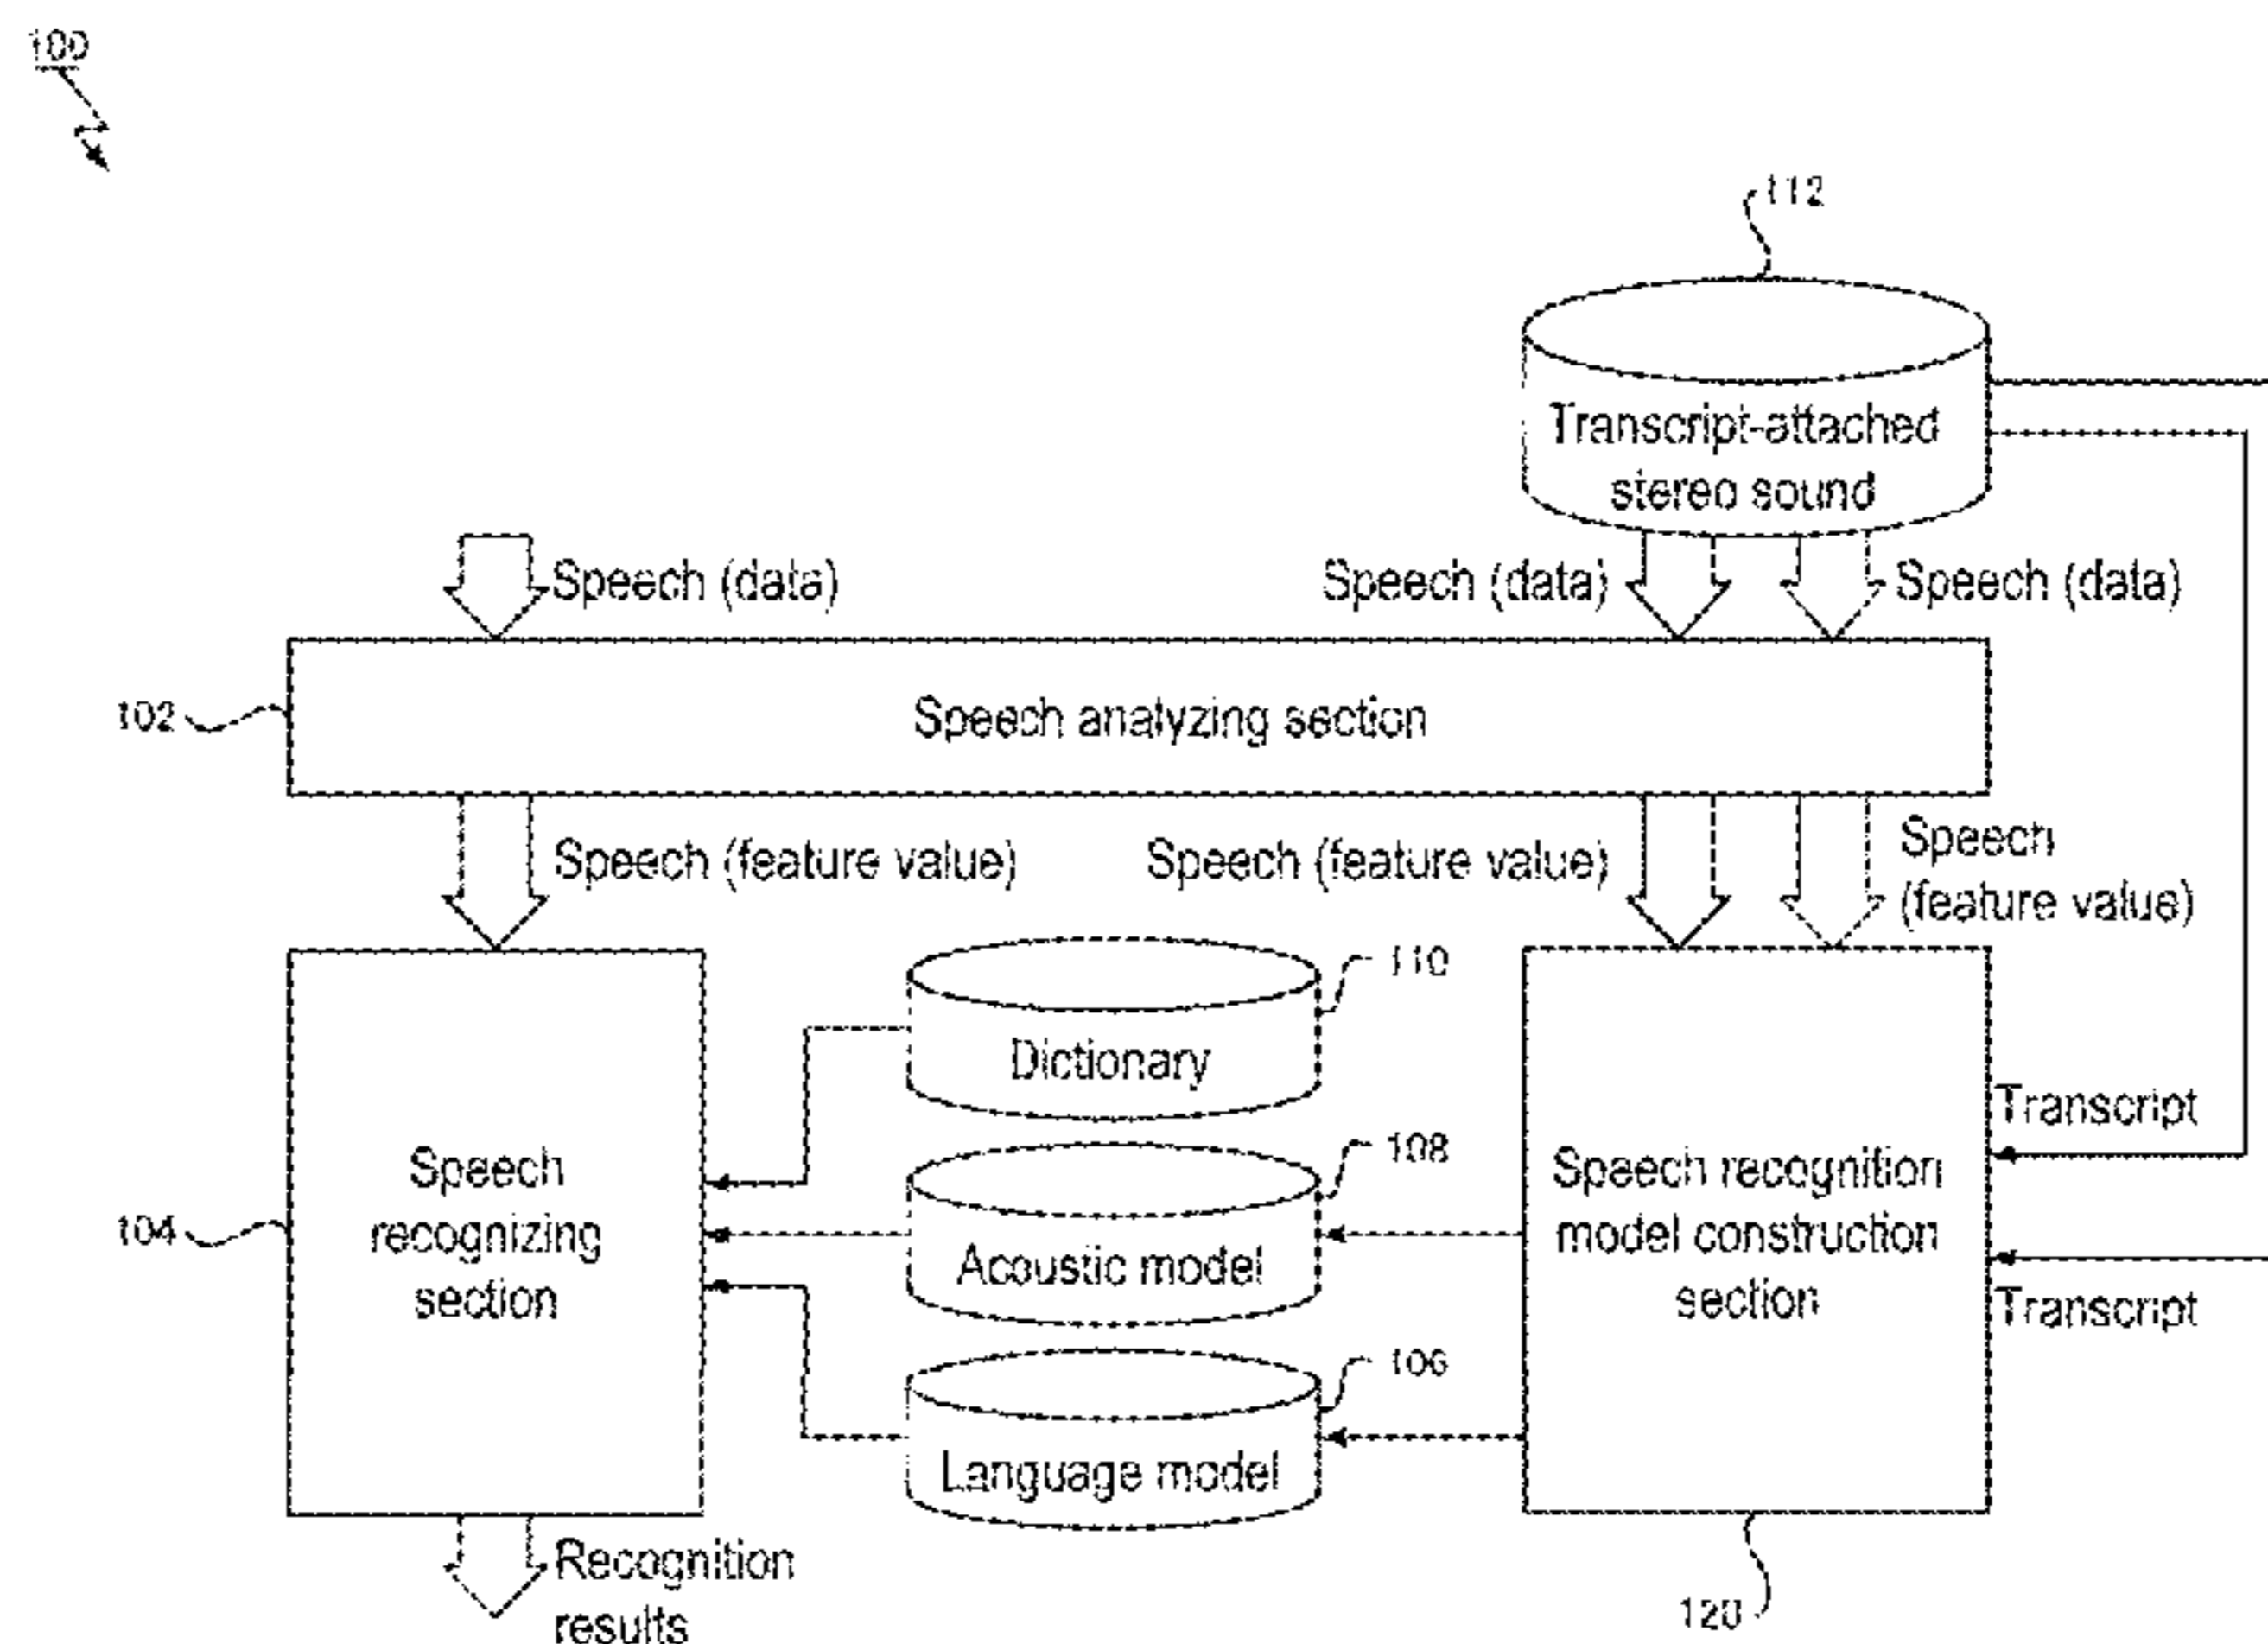 100
112
Transcript-attached
stereo sound
Speech (data)
Speech (data)
Speech (data)
102
Speech analyzing section
Speech (feature value)
Speech (feature value)
Speech
(feature value)
110
Dictionary
Transcript
108
Speech
recognizing
section
104
Acoustic model
Speech recognition
model construction
section
Transcript
106
Language model
Recognition
results
120